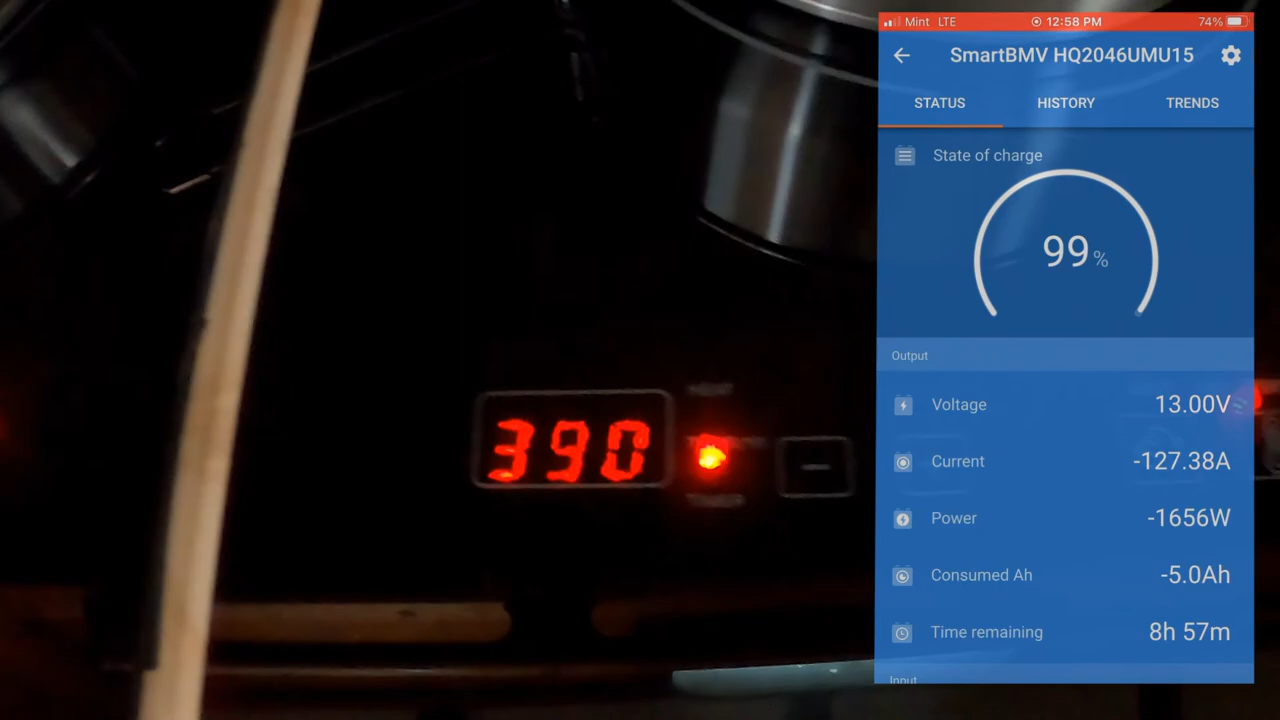 Mint LTE 12:58 PM 74%
SmartBMV HQ2046UMU15
STATUS HISTORY TRENDS
State of charge
99%
Output
Voltage 13.00V
Current -127.38A
Power -1656W
Consumed Ah -5.0Ah
Time remaining 8h 57m
Input
390
TIMER